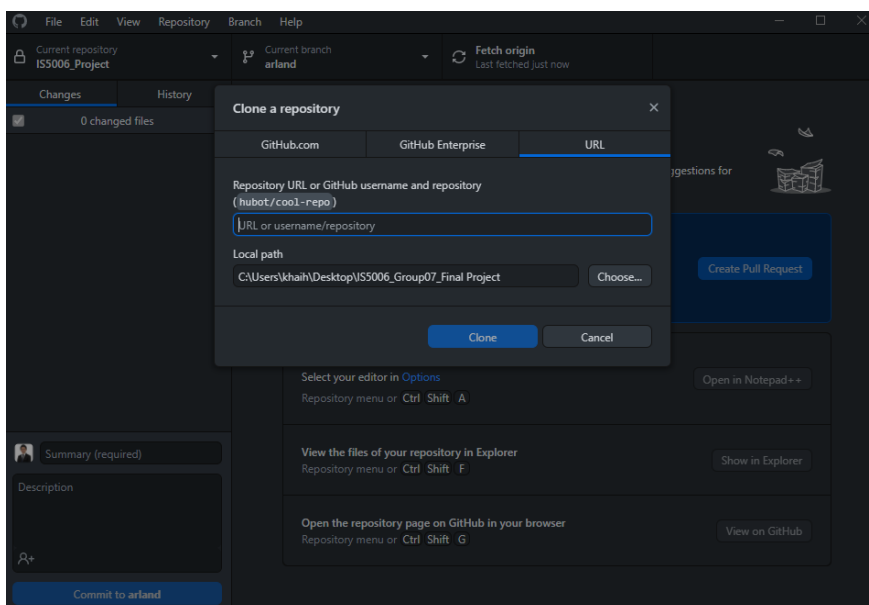 File Edit View Repository Branch Help
Current repository
IS5006_Project
Current branch
arland
Fetch origin
Last fetched just now
Changes History
0 changed files
Clone a repository
GitHub.com GitHub Enterprise URL
Repository URL or GitHub username and repository
( hubot/cool-repo )
URL or username/repository
Local path
C:\Users\khaih\Desktop\IS5006_Group07_Final Project Choose...
Clone Cancel
ggestions for
Create Pull Request
Select your editor in Options
Repository menu or Ctrl Shift A
Open in Notepad++
View the files of your repository in Explorer
Repository menu or Ctrl Shift F
Show in Explorer
Open the repository page on GitHub in your browser
Repository menu or Ctrl Shift G
View on GitHub
Summary (required)
Description
Commit to arland